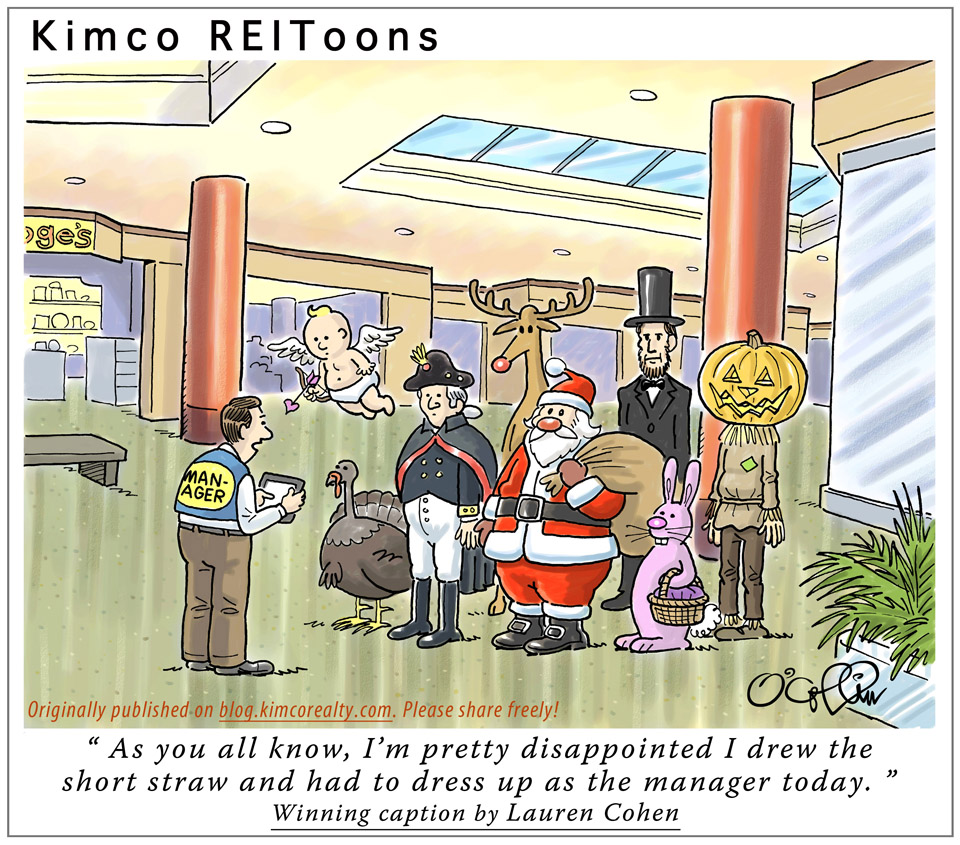 Kimco REIToons
oge's
MAN-
AGER
Originally published on blog.kimcorealty.com. Please share freely!
“ As you all know, I’m pretty disappointed I drew the
short straw and had to dress up as the manager today. ”
Winning caption by Lauren Cohen